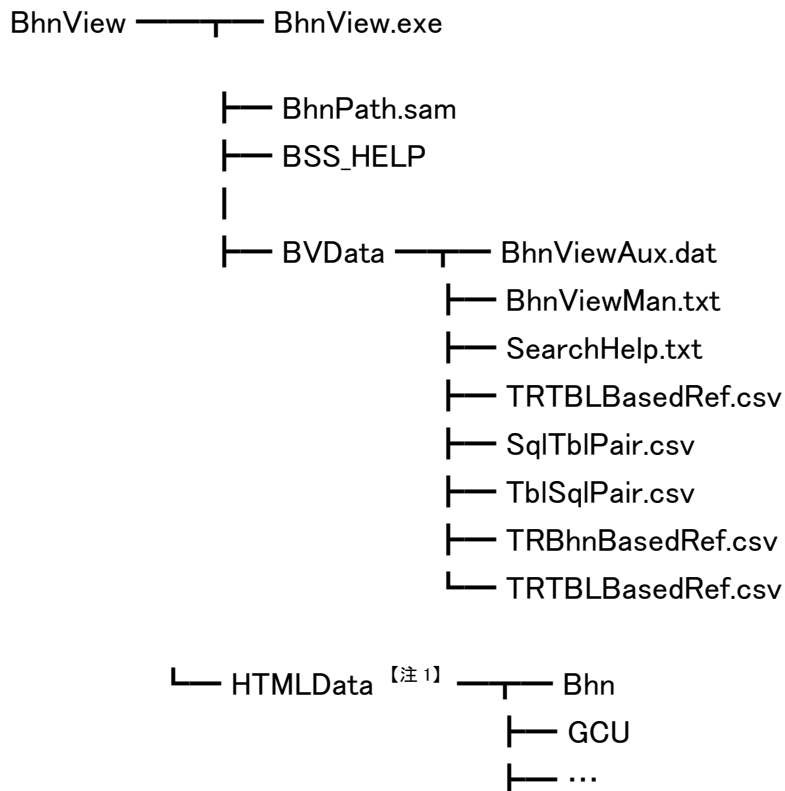 BhnView ━━┳━ BhnView.exe
┣━ BhnPath.sam
┣━ BSS_HELP
┃
┣━ BVData ━┳━ BhnViewAux.dat
┣━ BhnViewMan.txt
┣━ SearchHelp.txt
┣━ TRTBLBasedRef.csv
┣━ SqlTblPair.csv
┣━ TblSqlPair.csv
┣━ TRBhnBasedRef.csv
┗━ TRTBLBasedRef.csv
┗━ HTMLData 【注1】 ━┳━ Bhn
┣━ GCU
┣━ …